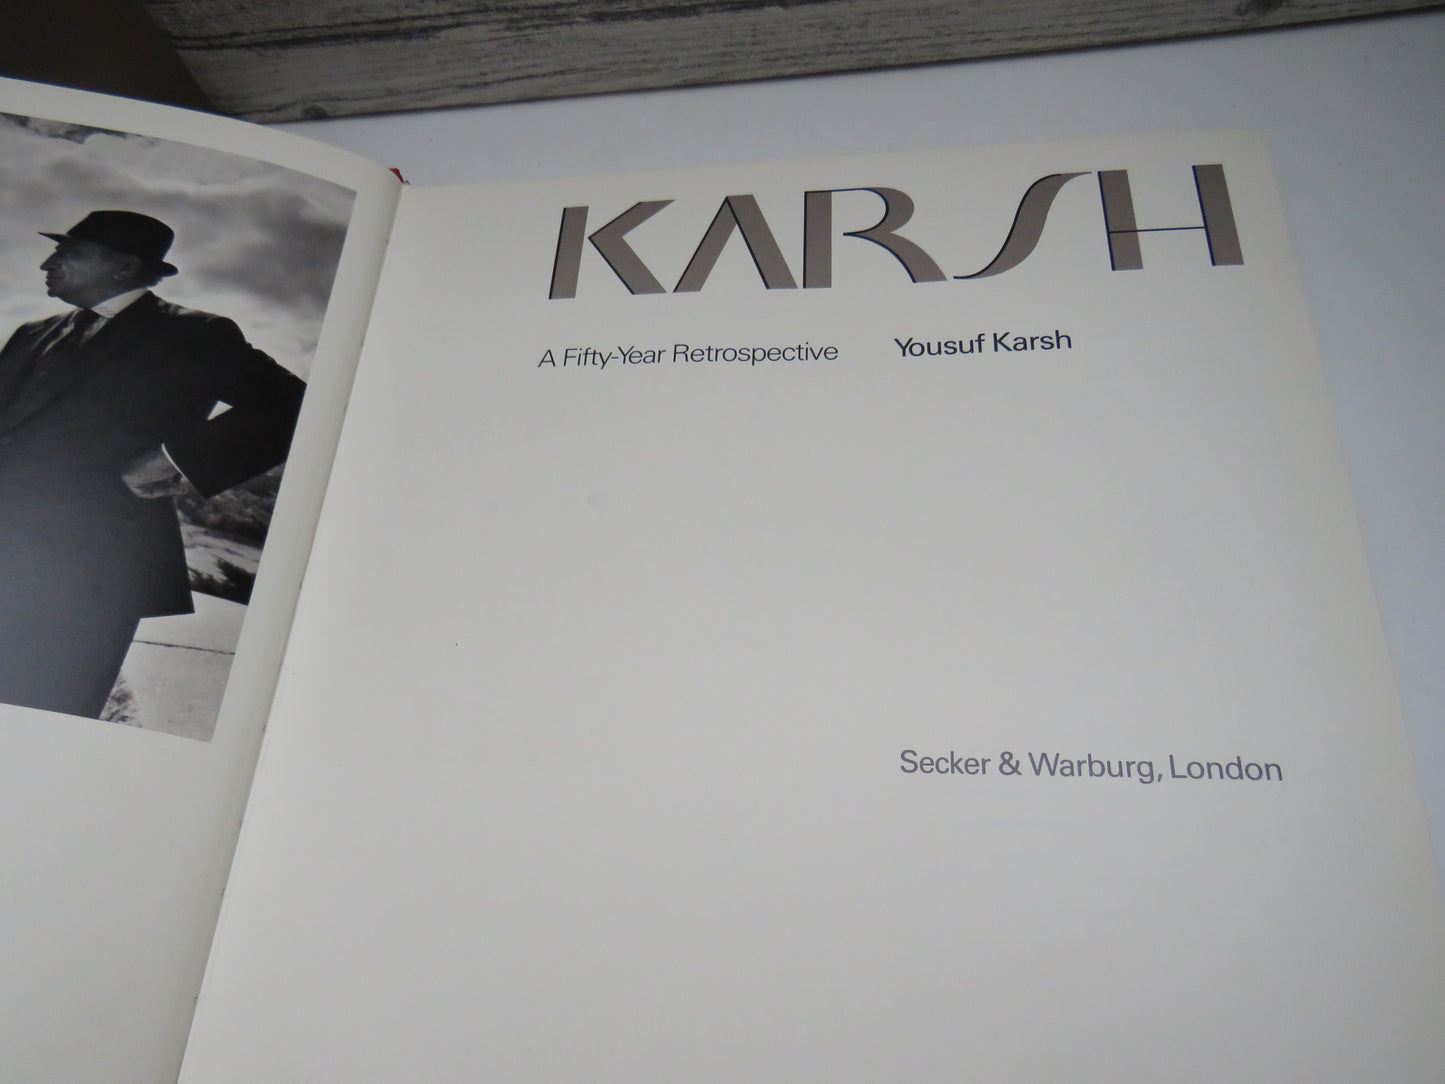 KARSH
A Fifty-Year Retrospective Yousuf Karsh
Secker & Warburg, London